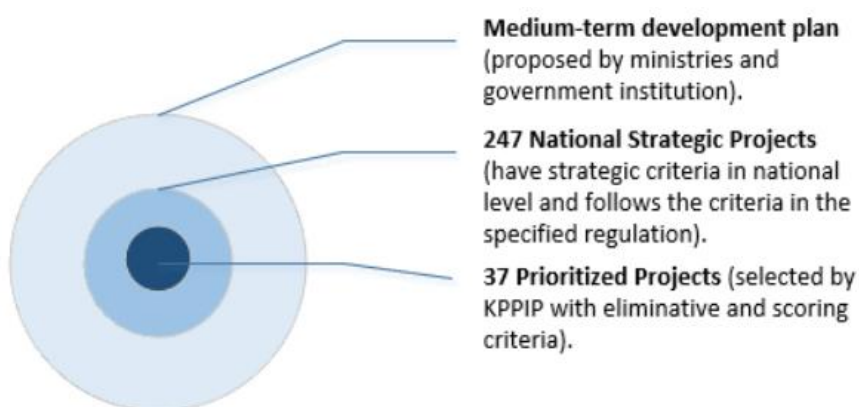 Medium-term development plan
(proposed by ministries and
government institution).
247 National Strategic Projects
(have strategic criteria in national
level and follows the criteria in the
specified regulation).
37 Prioritized Projects (selected by
KPPIP with eliminative and scoring
criteria).